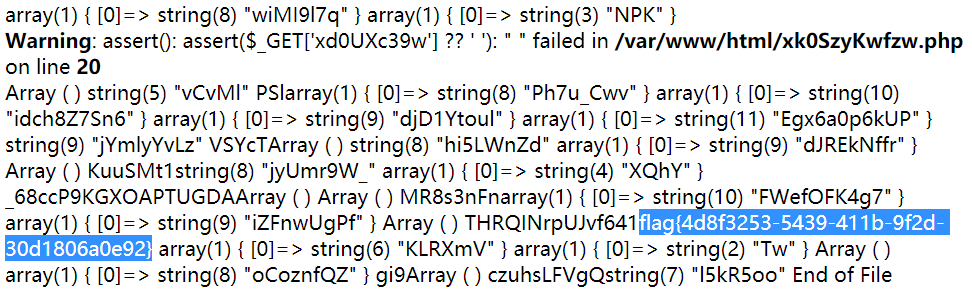 array(1) { [0]=> string(8) "wiMI9l7q" } array(1) { [0]=> string(3) "NPK" }
Warning: assert(): assert($_GET['xd0UXc39w'] ?? ' '): " " failed in /var/www/html/xk0SzyKwfzw.php
on line 20
Array ( ) string(5) "vCvMl" PSlarray(1) { [0]=> string(8) "Ph7u_Cwv" } array(1) { [0]=> string(10)
"idch8Z7Sn6" } array(1) { [0]=> string(9) "djD1Ytoul" } array(1) { [0]=> string(11) "Egx6a0p6kUP" }
string(9) "jYmlyYvLz" VSYcTArray ( ) string(8) "hi5LWnZd" array(1) { [0]=> string(9) "dJREkNffr" }
Array ( ) KuuSMt1string(8) "jyUmr9W_" array(1) { [0]=> string(4) "XQhY" }
_68ccP9KGXOAPTUGDAArray ( ) Array ( ) MR8s3nFnarray(1) { [0]=> string(10) "FWefOFK4g7" }
array(1) { [0]=> string(9) "iZFnwUgPf" } Array ( ) THRQINrpUJvf641flag{4d8f3253-5439-411b-9f2d-
30d1806a0e92} array(1) { [0]=> string(6) "KLRXmV" } array(1) { [0]=> string(2) "Tw" } Array ( )
array(1) { [0]=> string(8) "oCoznfQZ" } gi9Array ( ) czuhsLFVgQstring(7) "l5kR5oo" End of File